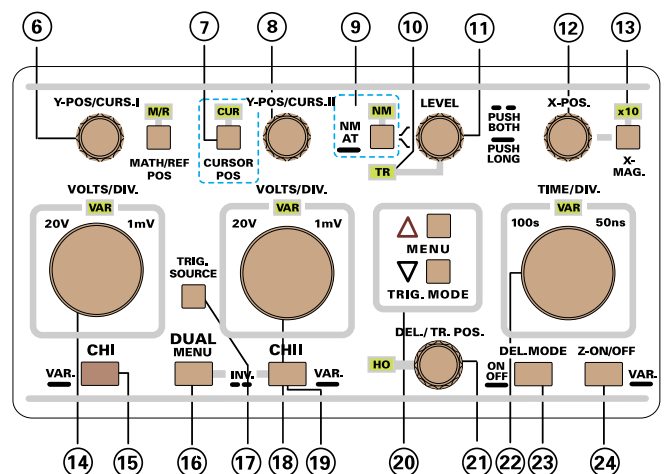 6 7 8 9 10 11 12 13
Y-POS/CURS.I
M/R
MATH/REF
POS
CUR
CURSOR
POS
Y-POS/CURS.II
NM
AT
NM
TR
LEVEL
PUSH
BOTH
PUSH
LONG
X-POS.
x10
X-
MAG.
VOLTS/DIV.
VAR
20V 1mV
TRIG.
SOURCE
VOLTS/DIV.
VAR
20V 1mV
MENU
TRIG. MODE
TIME/DIV.
VAR
100s 50ns
CHI
VAR.
DUAL
MENU
INV.
CHII
VAR.
DEL./ TR. POS.
HO
ON
OFF
DEL.MODE
Z-ON/OFF
VAR.
14 15 16 17 18 19 20 21 22 23 24